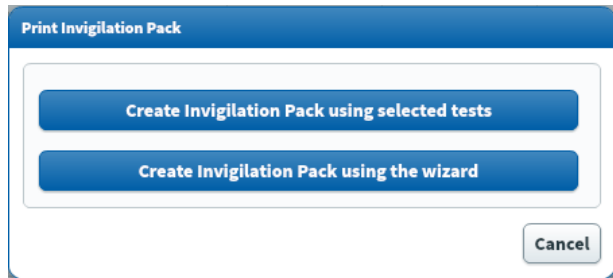 Print Invigilation Pack
Create Invigilation Pack using selected tests
Create Invigilation Pack using the wizard
Cancel